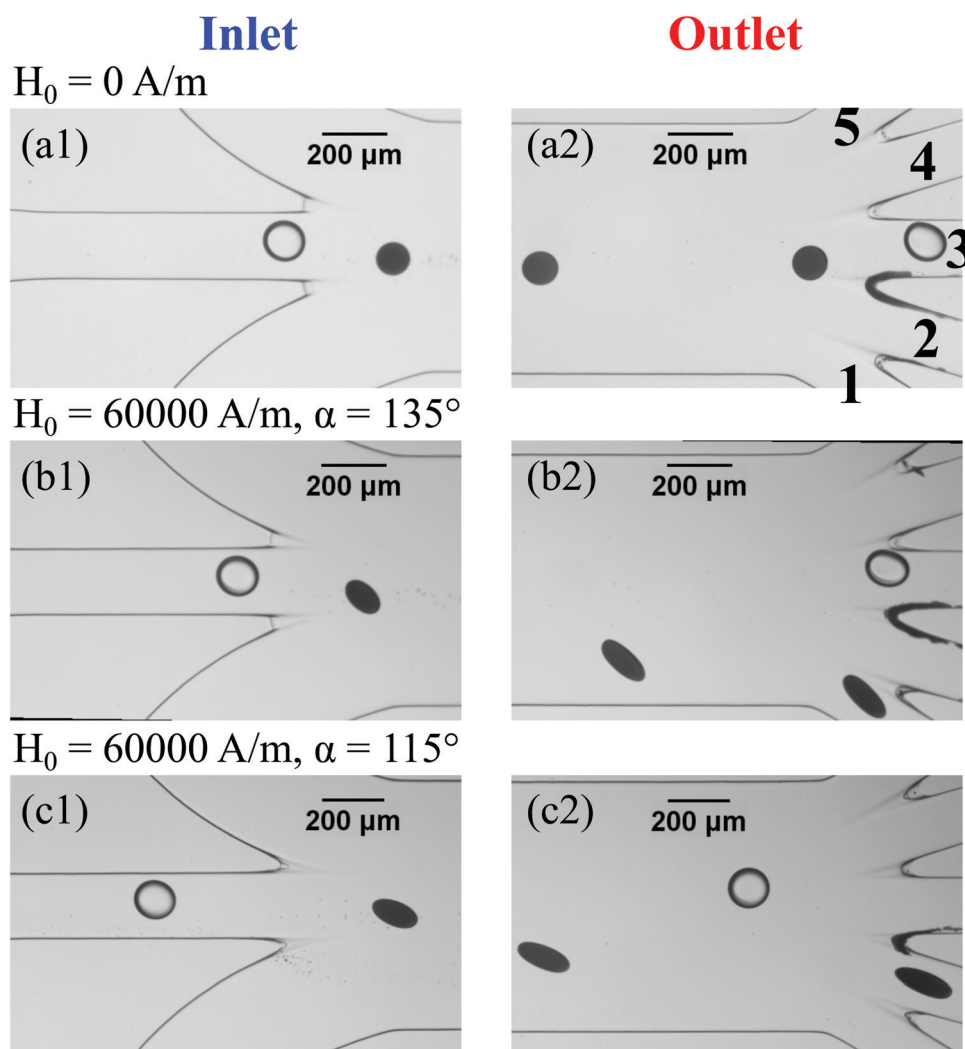 Inlet Outlet
H₀ = 0 A/m
(a1) 200 μm (a2) 200 μm 5
4
3
2
1
H₀ = 60000 A/m, α = 135°
(b1) 200 μm (b2) 200 μm
H₀ = 60000 A/m, α = 115°
(c1) 200 μm (c2) 200 μm